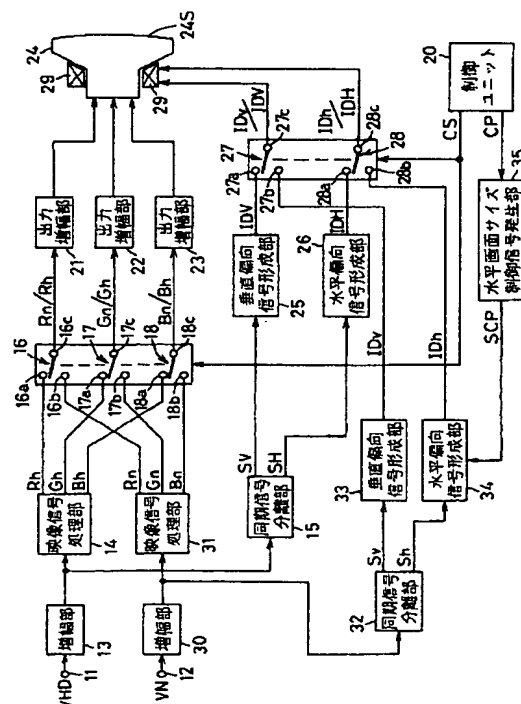 24
24S
29
29
20
制御
ユニット
CS
CP
IDv/
IDV
IDh/
IDH
27
27a
27b
27c
28
28a
28b
28c
21
出力
増幅部
22
出力
増幅部
23
出力
増幅部
IDV
垂直偏向
信号形成部
25
IDH
26
水平偏向
信号形成部
35
水平画面サイズ
制御信号発生部
SCP
Rn/Rh
Gn/Gh
Bn/Bh
16
16a
16b
16c
17
17a
17b
17c
18
18a
18b
18c
IDv
IDh
Rh
Gh
Bh
Rn
Gn
Bn
SV
SH
垂直偏向
信号形成部
33
水平偏向
信号形成部
34
映像信号
処理部
14
映像信号
処理部
31
同期信号
分離部
15
Sv
Sh
増幅部
13
増幅部
30
32
同期信号
分離部
VHD
11
VN
12